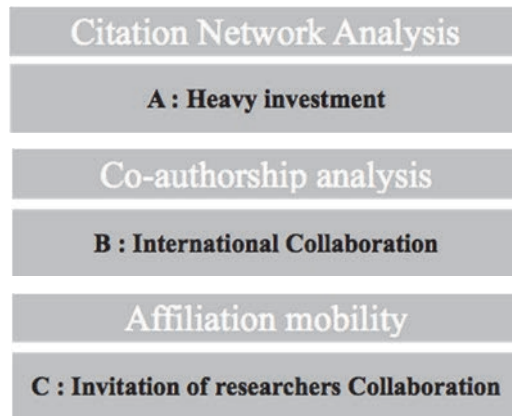 Citation Network Analysis
A : Heavy investment
Co-authorship analysis
B : International Collaboration
Affiliation mobility
C : Invitation of researchers Collaboration